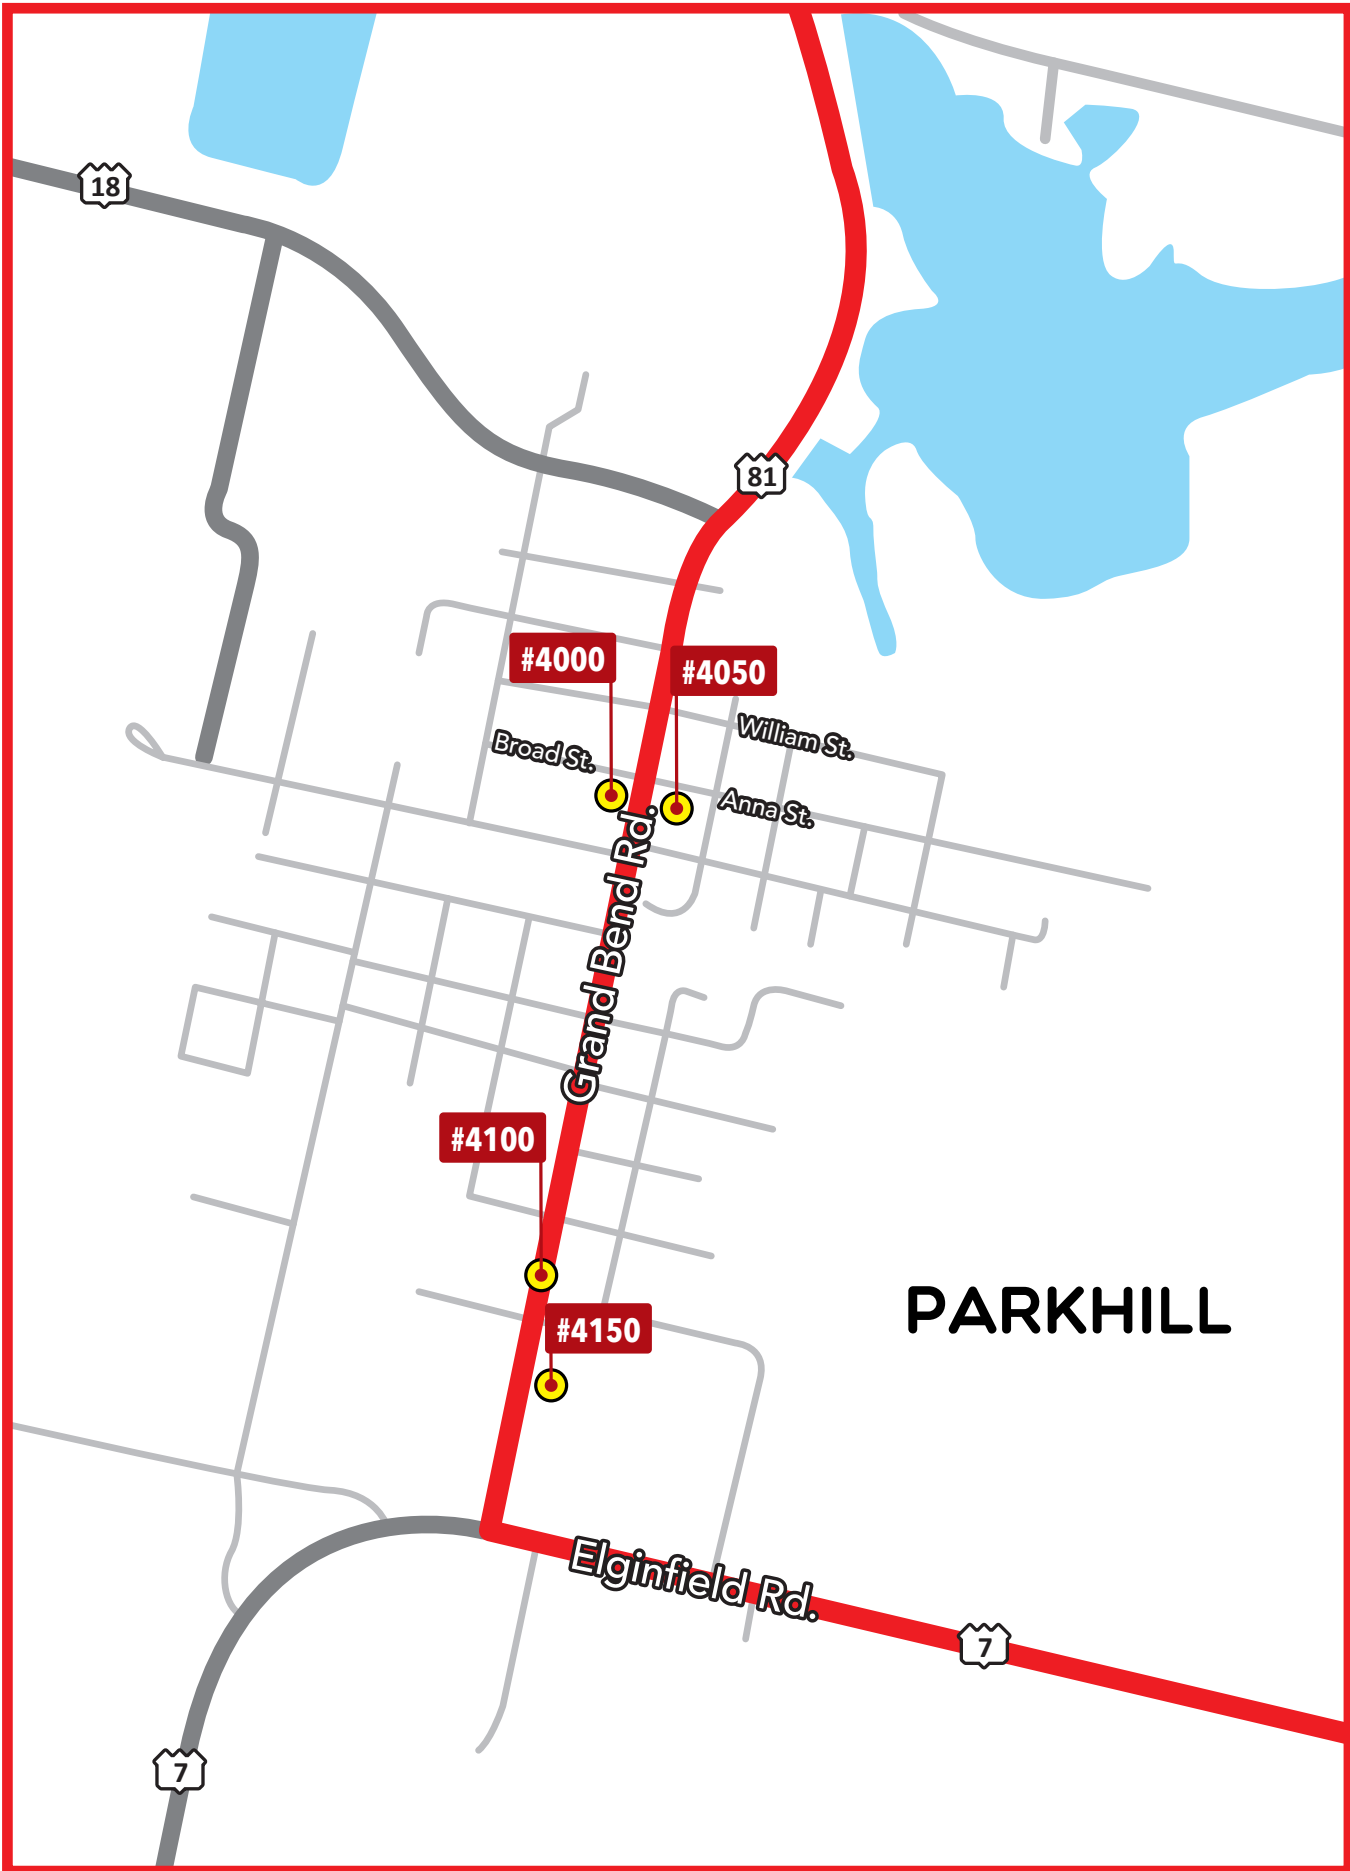 18
81
#4000
#4050
William St.
Broad St.
Anna St.
Grand Bend Rd.
#4100
PARKHILL
#4150
Elginfield Rd.
7
7